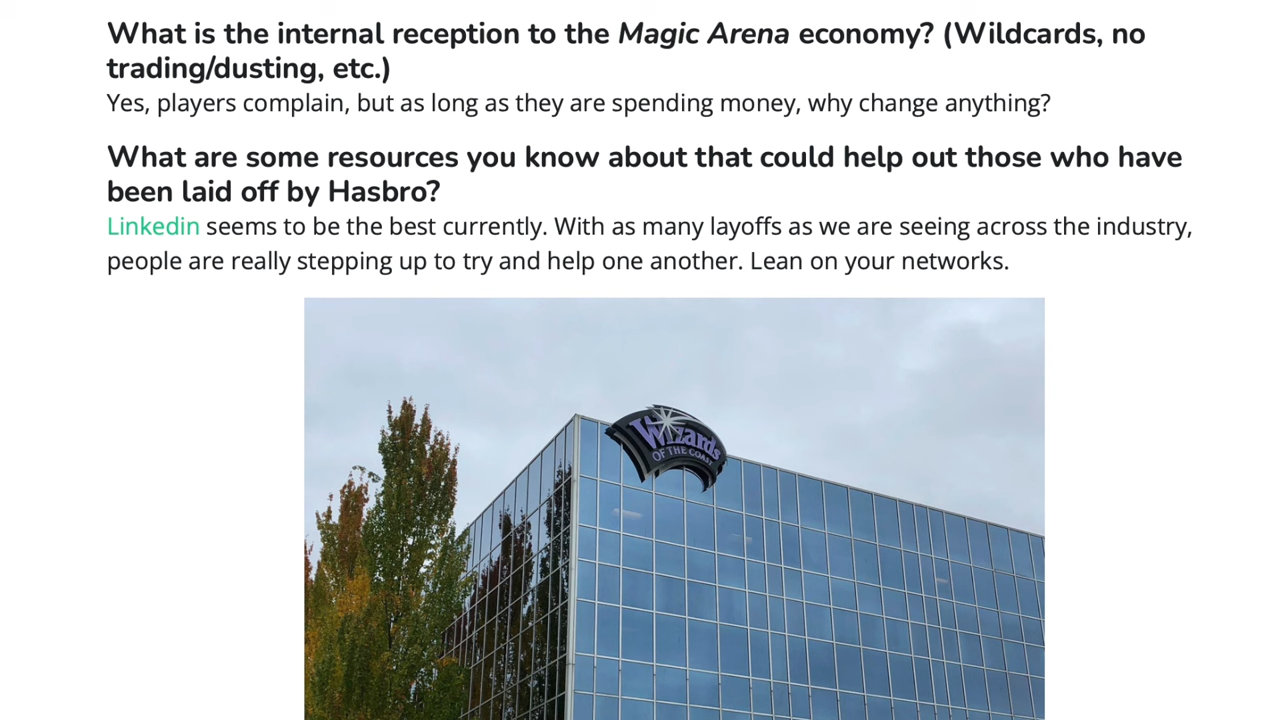 What is the internal reception to the Magic Arena economy? (Wildcards, no
trading/dusting, etc.)
Yes, players complain, but as long as they are spending money, why change anything?
What are some resources you know about that could help out those who have
been laid off by Hasbro?
Linkedin seems to be the best currently. With as many layoffs as we are seeing across the industry,
people are really stepping up to try and help one another. Lean on your networks.
Wizards
OF THE COAST